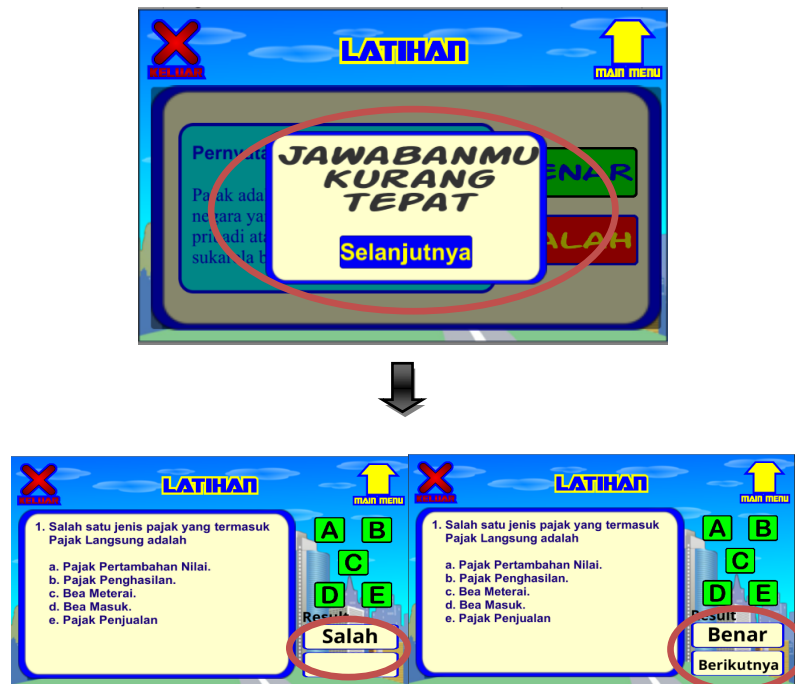 LATIHAN
KELUAR
MAIN MENU
JAWABANMU
KURANG
TEPAT
Selanjutnya
LATIHAN
KELUAR
MAIN MENU
1. Salah satu jenis pajak yang termasuk
Pajak Langsung adalah
a. Pajak Pertambahan Nilai.
b. Pajak Penghasilan.
c. Bea Meterai.
d. Bea Masuk.
e. Pajak Penjualan
A B
C
D E
Result
Salah
LATIHAN
KELUAR
MAIN MENU
1. Salah satu jenis pajak yang termasuk
Pajak Langsung adalah
a. Pajak Pertambahan Nilai.
b. Pajak Penghasilan.
c. Bea Meterai.
d. Bea Masuk.
e. Pajak Penjualan
A B
C
D E
Result
Benar
Berikutnya